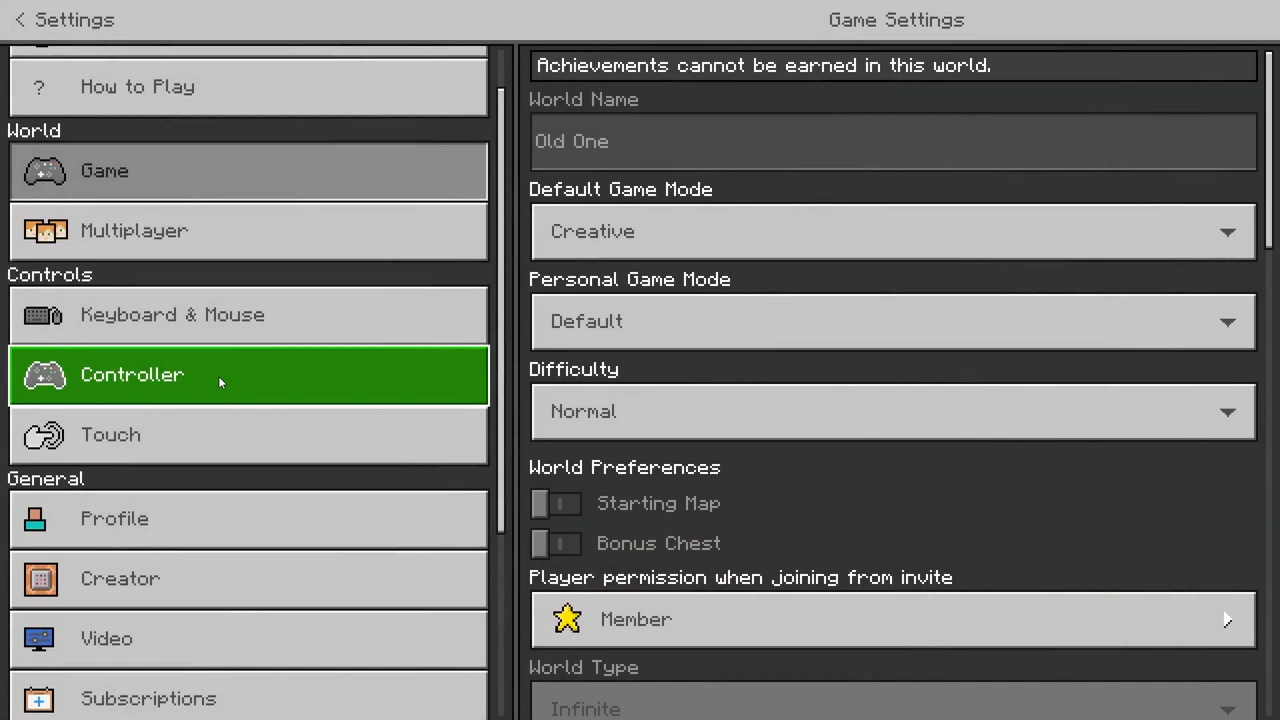 Settings
Game Settings
? How to Play
World
Game
Multiplayer
Controls
Keyboard & Mouse
Controller
Touch
General
Profile
Creator
Video
Subscriptions
Achievements cannot be earned in this world.
World Name
Old One
Default Game Mode
Creative
Personal Game Mode
Default
Difficulty
Normal
World Preferences
Starting Map
Bonus Chest
Player permission when joining from invite
Member
World Type
Infinite